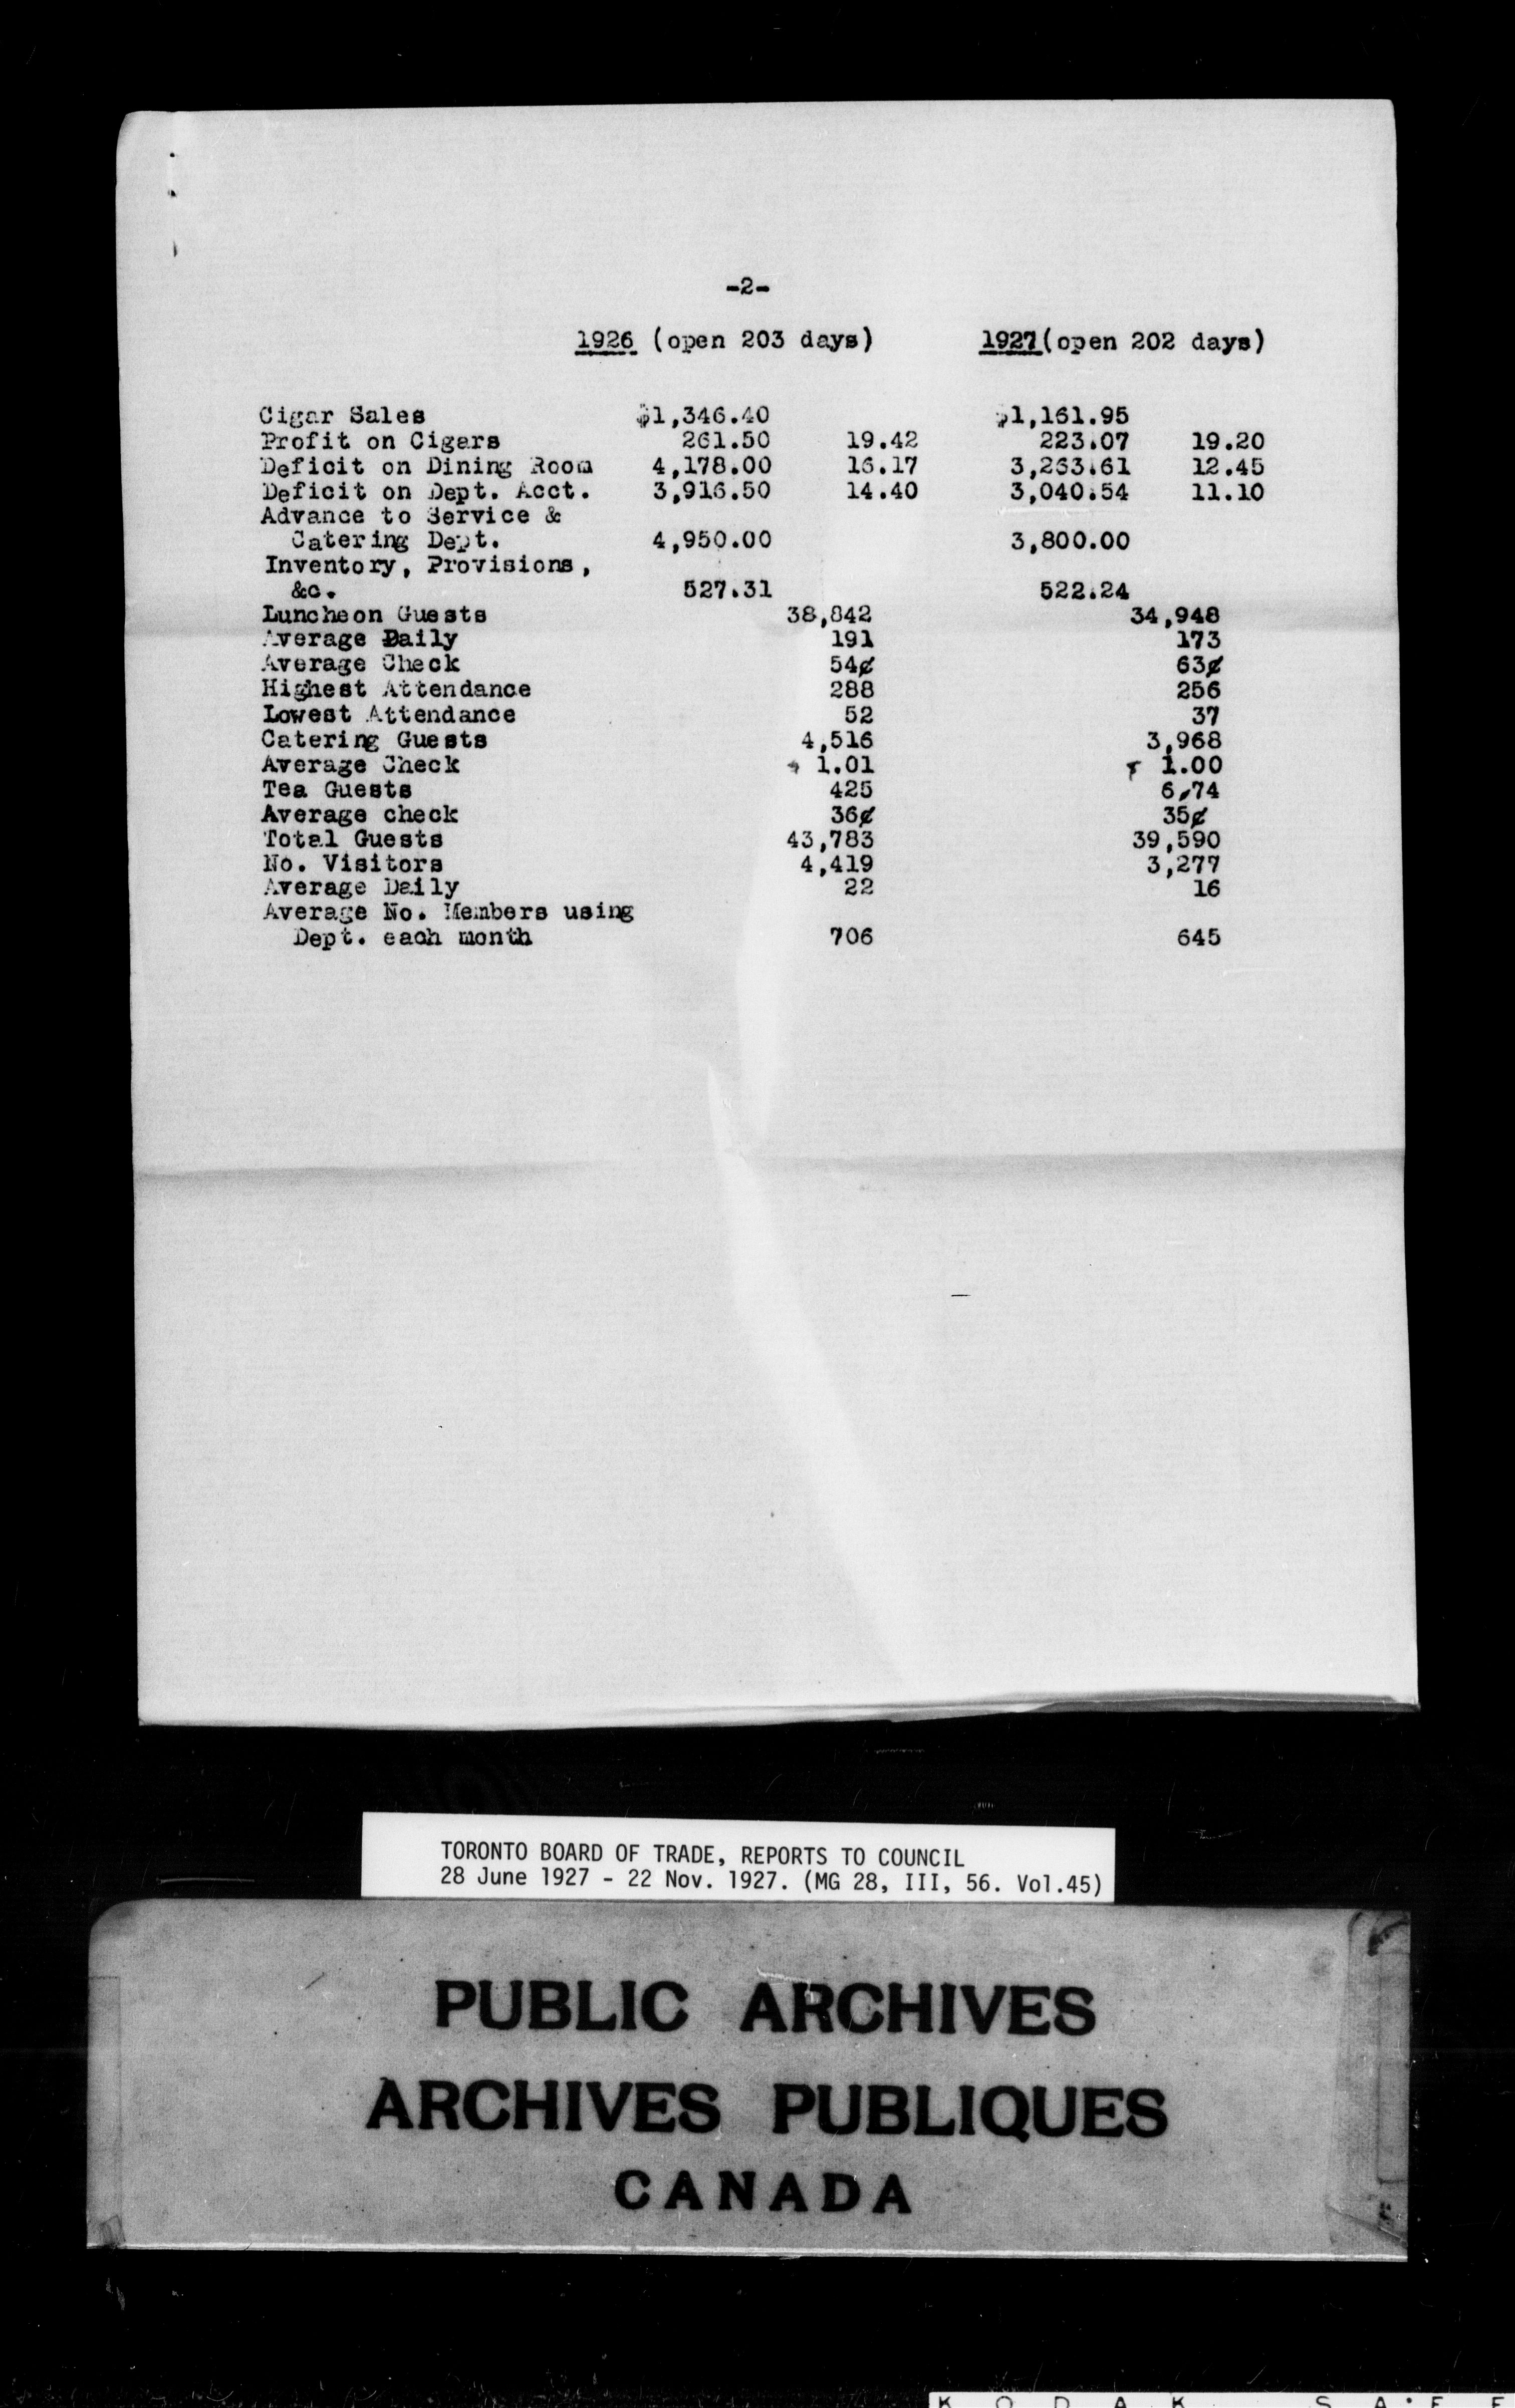 -2-
1926 (open 203 days) 1927(open 202 days)
Cigar Sales $1,346.40 $1,161.95
Profit on Cigars 261.50 19.42 223.07 19.20
Deficit on Dining Room 4,178.00 16.17 3,263.61 12.45
Deficit on Dept. Acct. 3,916.50 14.40 3,040.54 11.10
Advance to Service &
Catering Dept. 4,950.00 3,800.00
Inventory, Provisions,
&c. 527.31 522.24
Luncheon Guests 38,842 34,948
Average Daily 191 173
Average Check 54¢ 63¢
Highest Attendance 288 256
Lowest Attendance 52 37
Catering Guests 4,516 3,968
Average Check $ 1.01 $ 1.00
Tea Guests 425 6,74
Average check 36¢ 35¢
Total Guests 43,783 39,590
No. Visitors 4,419 3,277
Average Daily 22 16
Average No. Members using
Dept. each month 706 645
TORONTO BOARD OF TRADE, REPORTS TO COUNCIL
28 June 1927 - 22 Nov. 1927. (MG 28, III, 56. Vol.45)
PUBLIC ARCHIVES
ARCHIVES PUBLIQUES
CANADA